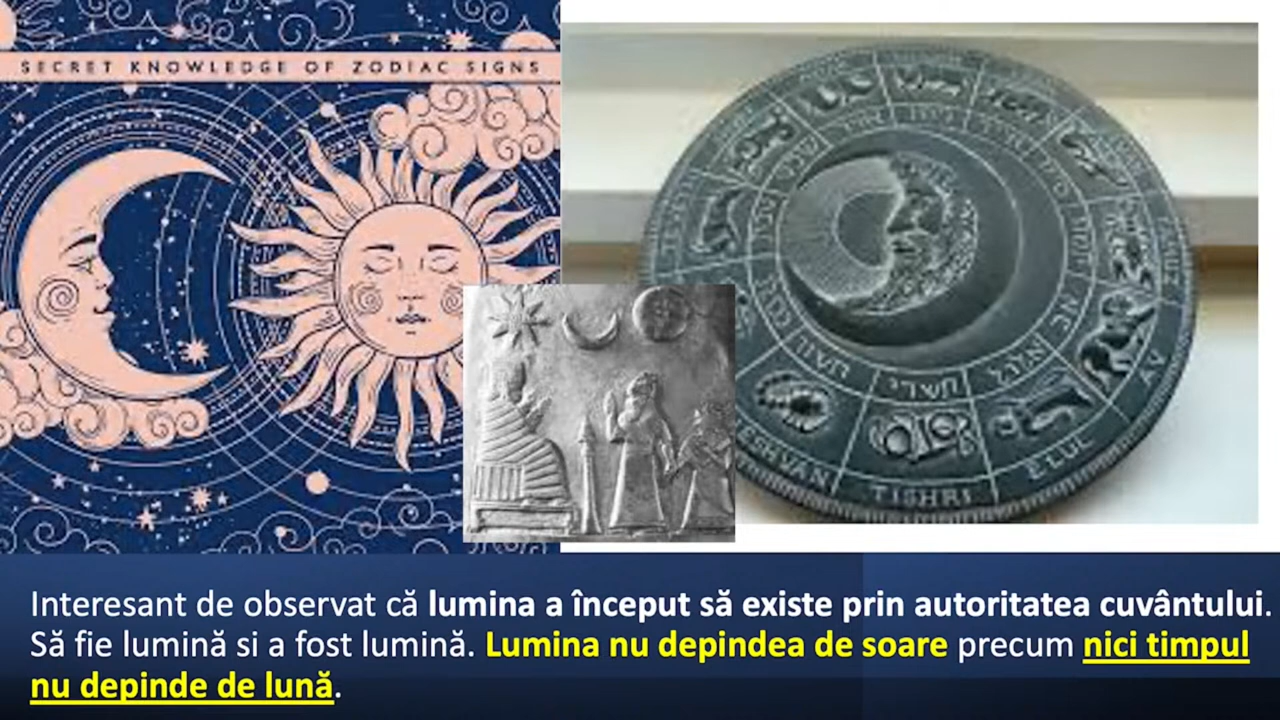 SECRET KNOWLEDGE OF ZODIAC SIGNS
TISHRI
ELUL
Interesant de observat că lumina a început să existe prin autoritatea cuvântului.
Să fie lumină si a fost lumină. Lumina nu depindea de soare precum nici timpul
nu depinde de lună.